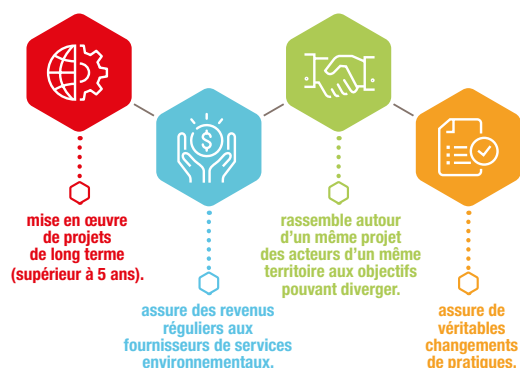 mise en œuvre
de projets
de long terme
(supérieur à 5 ans).
$
assure des revenus
réguliers aux
fournisseurs de services
environnementaux.
rassemble autour
d'un même projet
des acteurs d'un même
territoire aux objectifs
pouvant diverger.
assure de
véritables
changements
de pratiques.